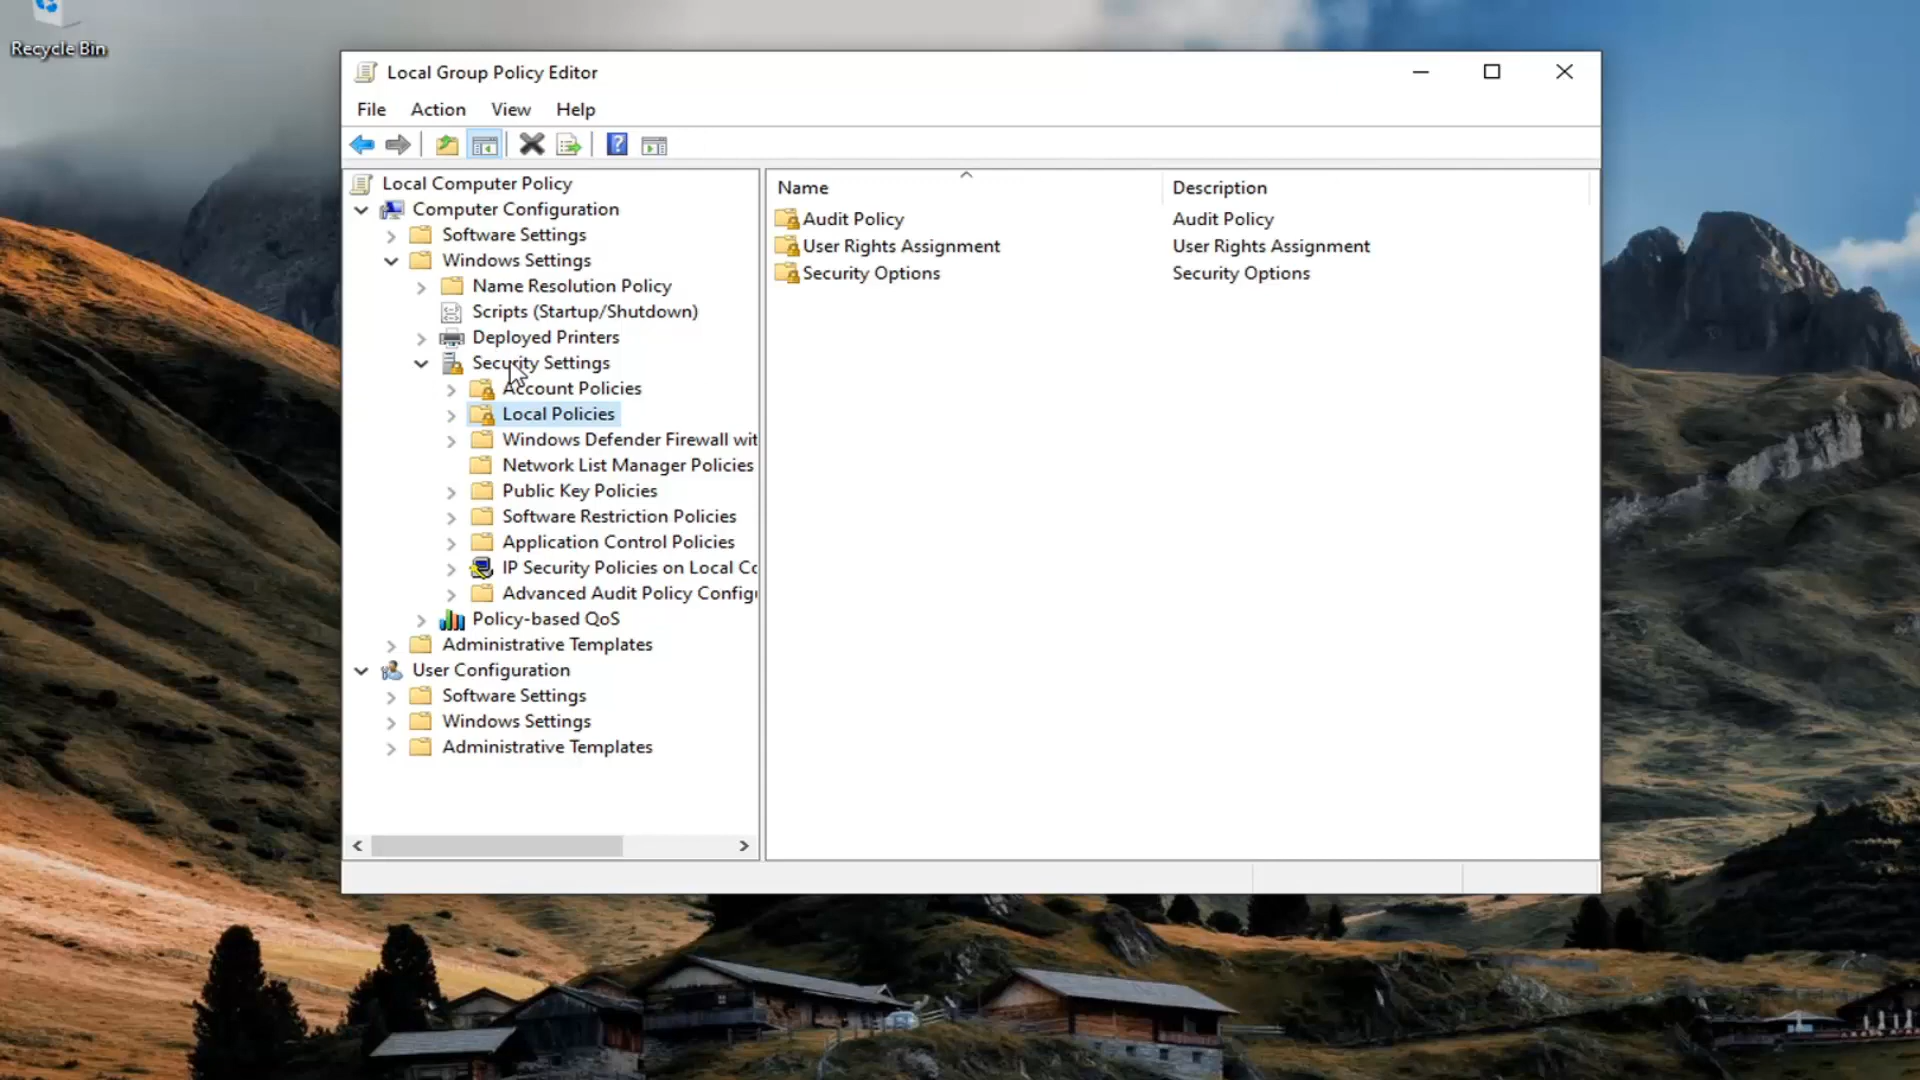 Recycle Bin
Local Group Policy Editor
File Action View Help
Local Computer Policy
Computer Configuration
Software Settings
Windows Settings
Name Resolution Policy
Scripts (Startup/Shutdown)
Deployed Printers
Security Settings
Account Policies
Local Policies
Windows Defender Firewall wit
Network List Manager Policies
Public Key Policies
Software Restriction Policies
Application Control Policies
IP Security Policies on Local Co
Advanced Audit Policy Configu
Policy-based QoS
Administrative Templates
User Configuration
Software Settings
Windows Settings
Administrative Templates
Name Description
Audit Policy Audit Policy
User Rights Assignment User Rights Assignment
Security Options Security Options